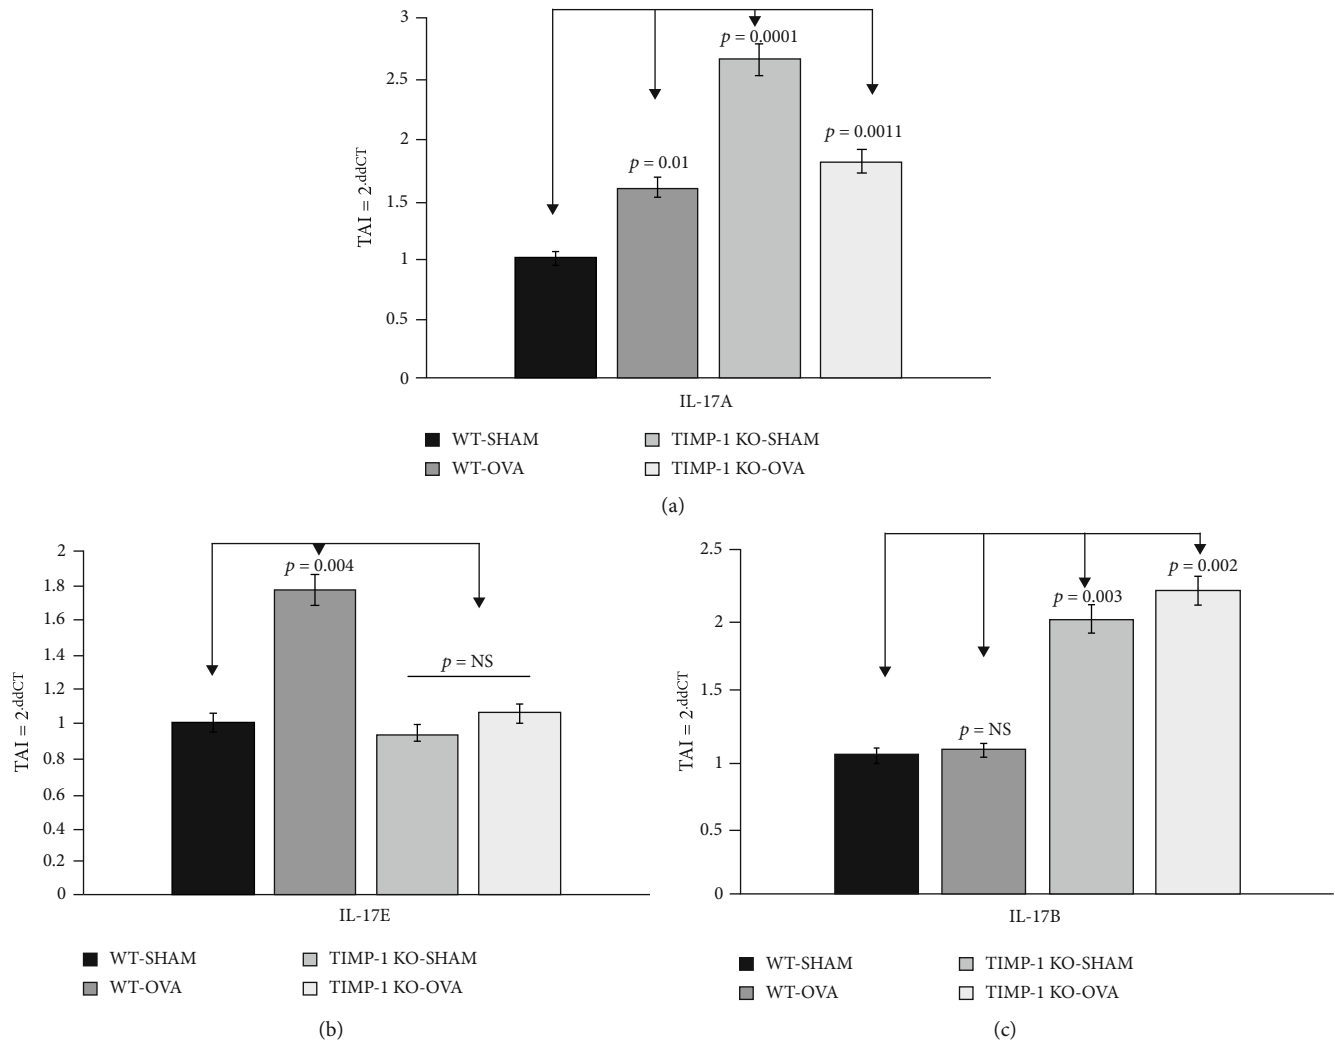 3
2.5
2
1.5
1
0.5
0
TAI = 2.ddCT
p = 0.01
p = 0.0001
p = 0.0011
IL-17A
WT-SHAM
WT-OVA
TIMP-1 KO-SHAM
TIMP-1 KO-OVA
(a)
2
1.8
1.6
1.4
1.2
1
0.8
0.6
0.4
0.2
0
TAI = 2.ddCT
p = 0.004
p = NS
IL-17E
WT-SHAM
WT-OVA
TIMP-1 KO-SHAM
TIMP-1 KO-OVA
(b)
2.5
2
1.5
1
0.5
0
TAI = 2.ddCT
p = NS
p = 0.003
p = 0.002
IL-17B
WT-SHAM
WT-OVA
TIMP-1 KO-SHAM
TIMP-1 KO-OVA
(c)